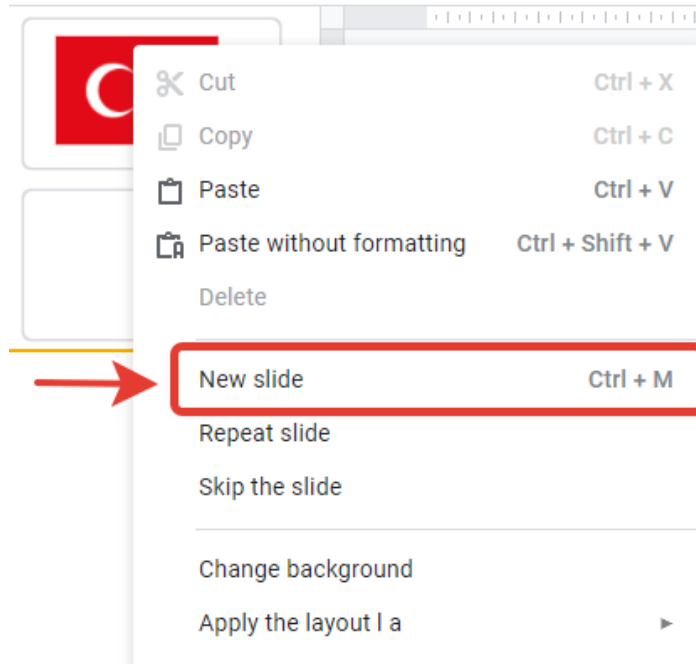 Cut Ctrl + X
Copy Ctrl + C
Paste Ctrl + V
Paste without formatting Ctrl + Shift + V
Delete
New slide Ctrl + M
Repeat slide
Skip the slide
Change background
Apply the layout l a